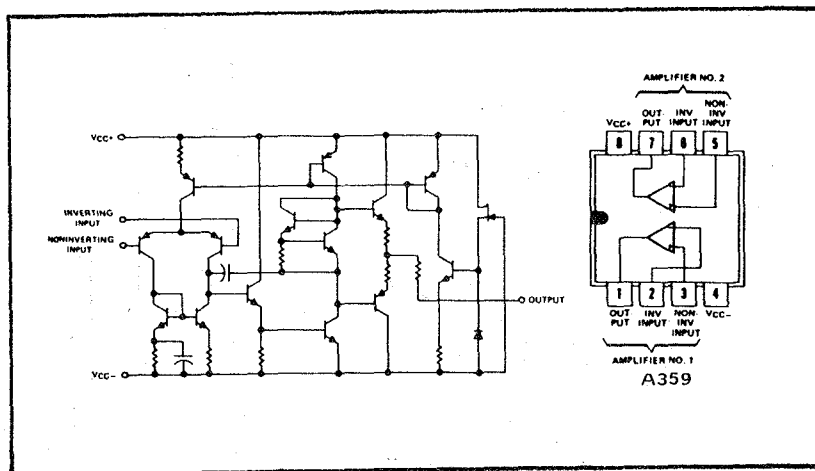 AMPLIFIER NO. 2
VCC+
OUT-
PUT
INV
INPUT
NON-
INV
INPUT
8
7
6
5
VCC+
INVERTING
INPUT
NONINVERTING
INPUT
OUTPUT
VCC-
1
2
3
4
OUT
PUT
INV
INPUT
NON-
INV
INPUT
VCC-
AMPLIFIER NO. 1
A359